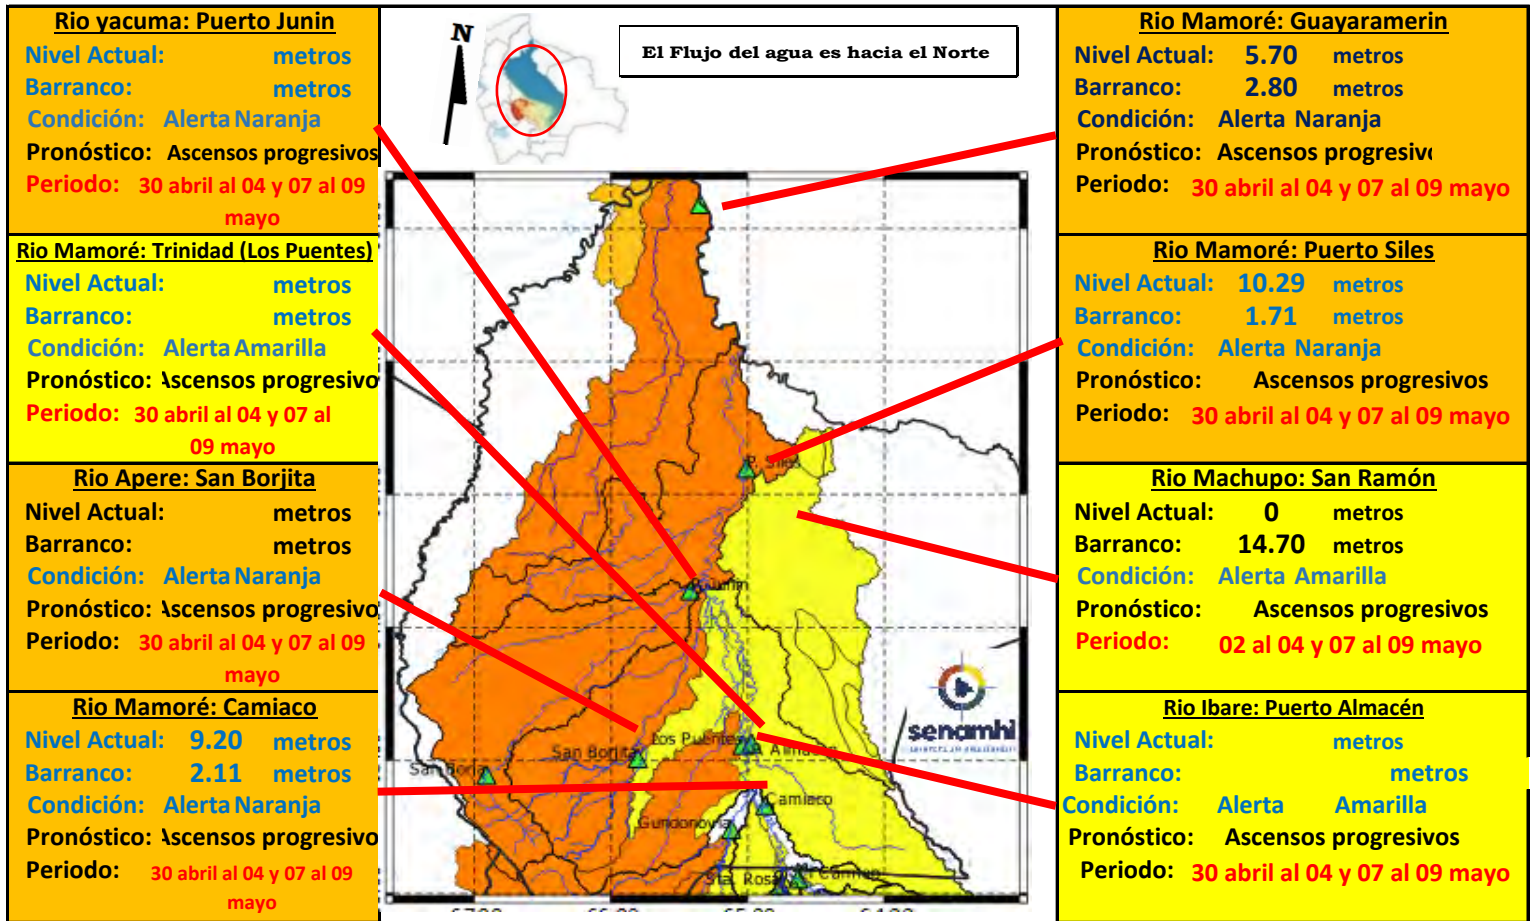 Rio yacuma: Puerto Junin
Nivel Actual: metros
Barranco: metros
Condición: Alerta Naranja
Pronóstico: Ascensos progresivos
Periodo: 30 abril al 04 y 07 al 09
mayo
Rio Mamoré: Trinidad (Los Puentes)
Nivel Actual: metros
Barranco: metros
Condición: Alerta Amarilla
Pronóstico: Ascensos progresivo
Periodo: 30 abril al 04 y 07 al
09 mayo
Rio Apere: San Borjita
Nivel Actual: metros
Barranco: metros
Condición: Alerta Naranja
Pronóstico: Ascensos progresivo
Periodo: 30 abril al 04 y 07 al 09
mayo
Rio Mamoré: Camiaco
Nivel Actual: 9.20 metros
Barranco: 2.11 metros
Condición: Alerta Naranja
Pronóstico: Ascensos progresivo
Periodo: 30 abril al 04 y 07 al 09
mayo
N
El Flujo del agua es hacia el Norte
P. Siles
P. Junin
Los Puentes
P. Almacén
San Borjita
San Borja
Camiaco
Gundonovia
Sta. Rosa
senamhi
Rio Mamoré: Guayaramerin
Nivel Actual: 5.70 metros
Barranco: 2.80 metros
Condición: Alerta Naranja
Pronóstico: Ascensos progresiv
Periodo: 30 abril al 04 y 07 al 09 mayo
Rio Mamoré: Puerto Siles
Nivel Actual: 10.29 metros
Barranco: 1.71 metros
Condición: Alerta Naranja
Pronóstico: Ascensos progresivos
Periodo: 30 abril al 04 y 07 al 09 mayo
Rio Machupo: San Ramón
Nivel Actual: 0 metros
Barranco: 14.70 metros
Condición: Alerta Amarilla
Pronóstico: Ascensos progresivos
Periodo: 02 al 04 y 07 al 09 mayo
Rio Ibare: Puerto Almacén
Nivel Actual: metros
Barranco: metros
Condición: Alerta Amarilla
Pronóstico: Ascensos progresivos
Periodo: 30 abril al 04 y 07 al 09 mayo